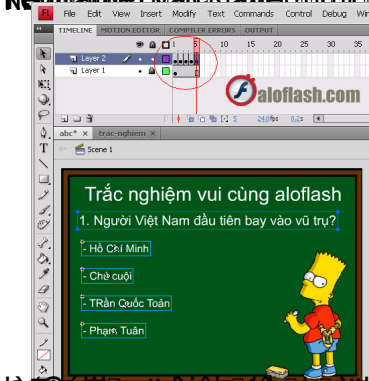 Fl File Edit View Insert Modify Text Commands Control Debug
TIMELINE MOTION EDITOR COMPILER ERRORS OUTPUT
1 5 10 15 20 25 30 35
Layer 2
Layer 1
aloflash.com
5 24.0fps 0.2s
abc* × trac-nghiem ×
Scene 1
Trắc nghiệm vui cùng aloflash
1. Người Việt Nam đầu tiên bay vào vũ trụ?
- Hồ Chí Minh
- Chú cuội
- TRần Quốc Toản
- Phạm Tuân